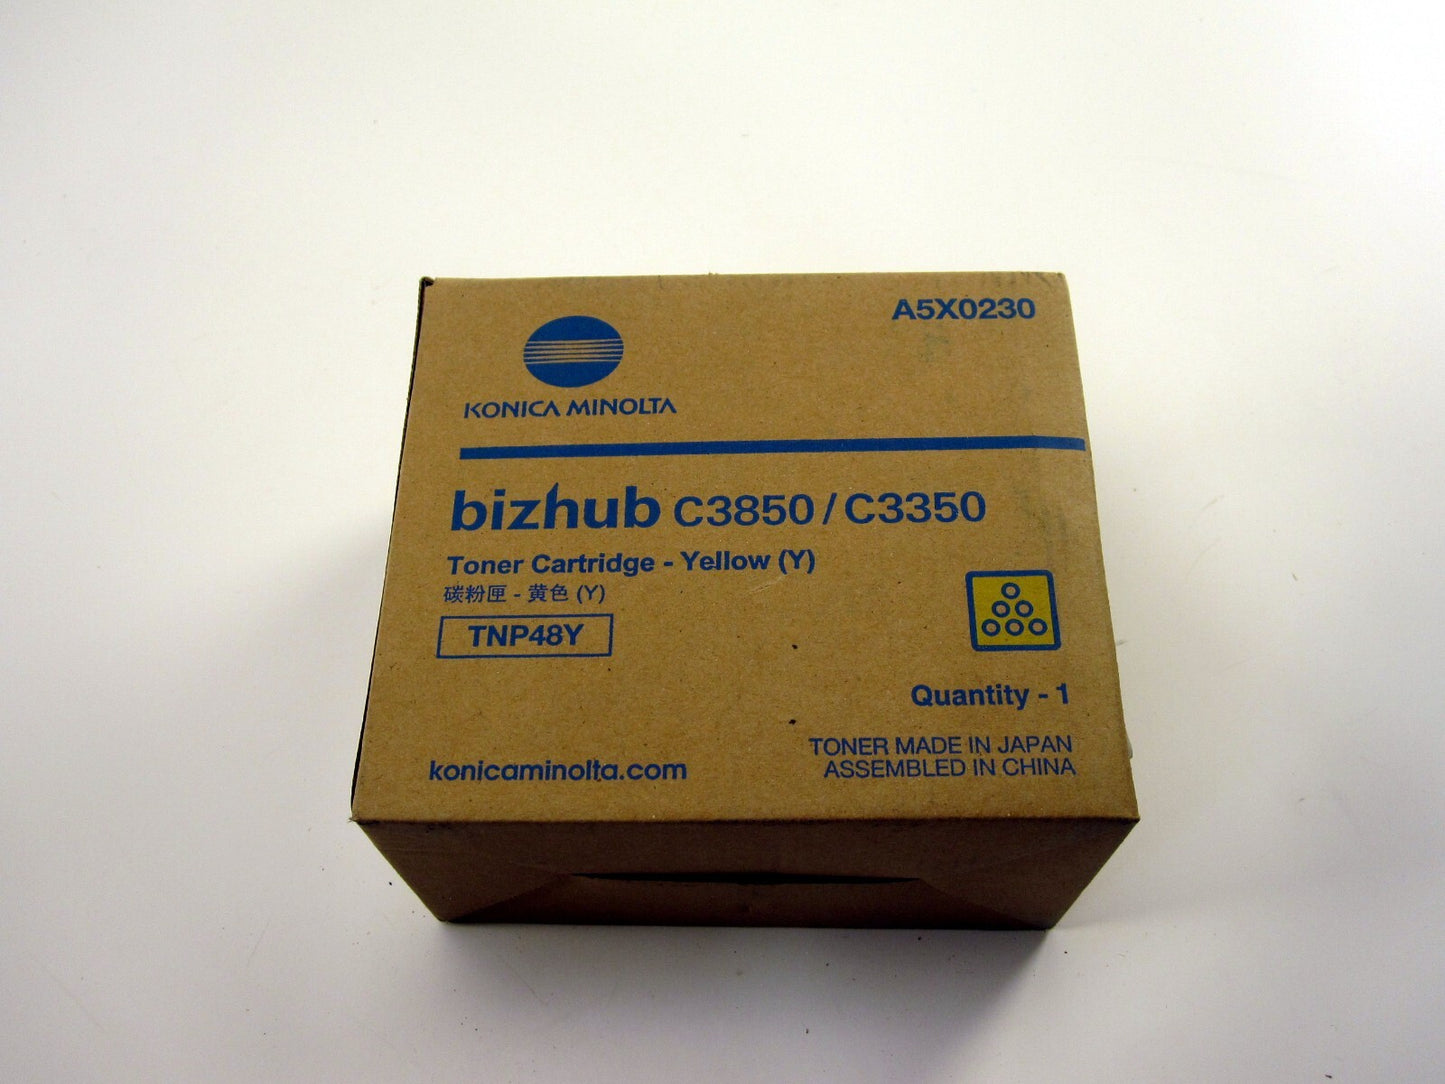 A5X0230
KONICA MINOLTA
bizhub C3850 / C3350
Toner Cartridge - Yellow (Y)
碳粉匣 - 黄色 (Y)
TNP48Y
Quantity - 1
TONER MADE IN JAPAN
ASSEMBLED IN CHINA
konicaminolta.com